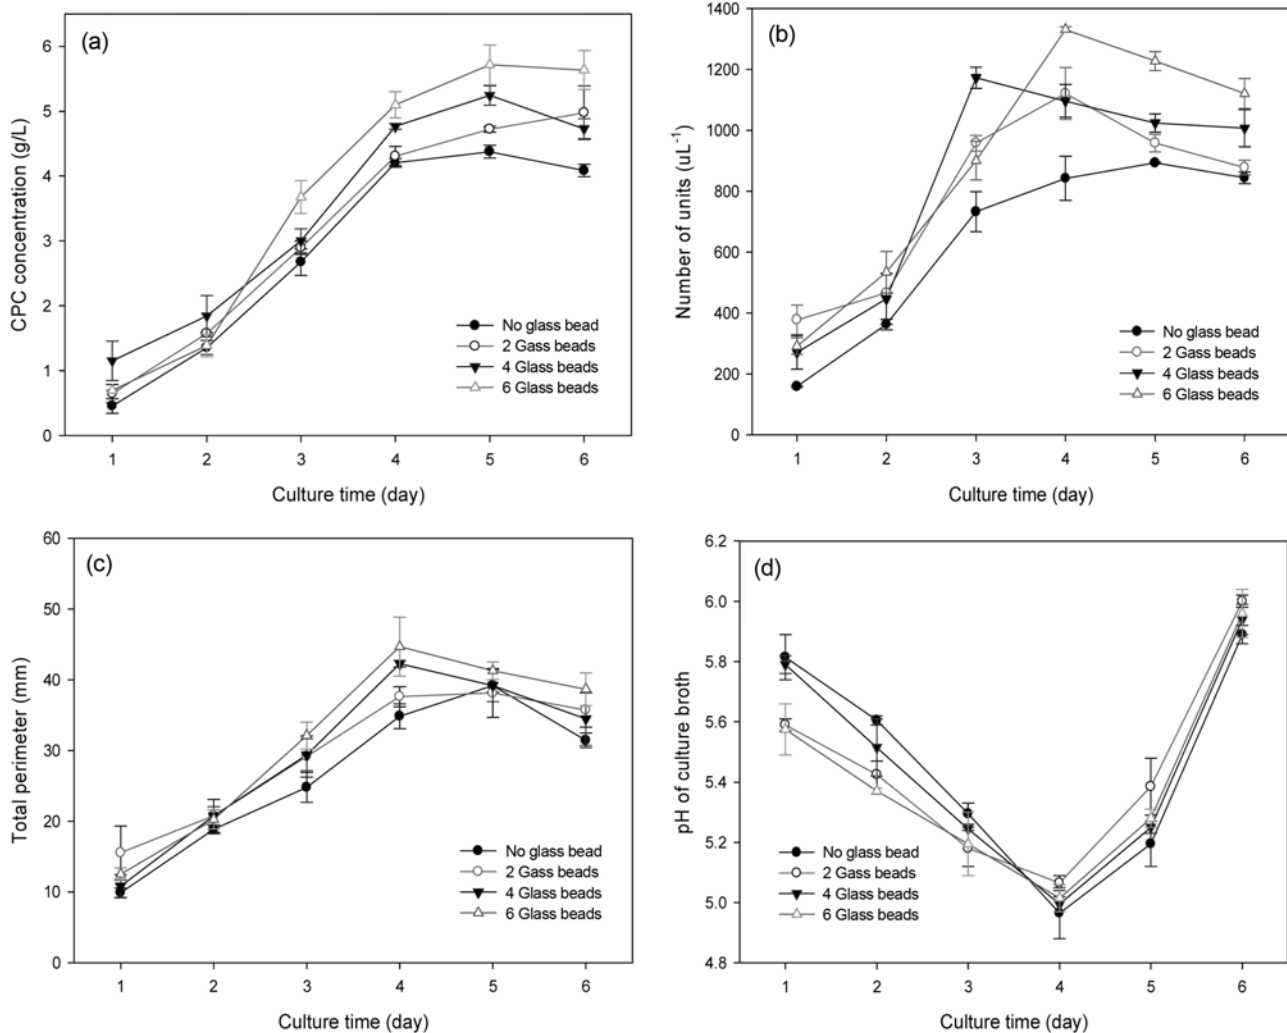 (a)
CPC concentration (g/L)
6
5
4
3
2
1
0
No glass bead
2 Gass beads
4 Glass beads
6 Glass beads
1 2 3 4 5 6
Culture time (day)
(b)
Number of units (uL-1)
1400
1200
1000
800
600
400
200
0
No glass bead
2 Gass beads
4 Glass beads
6 Glass beads
1 2 3 4 5 6
Culture time (day)
(c)
Total perimeter (mm)
60
50
40
30
20
10
0
No glass bead
2 Gass beads
4 Glass beads
6 Glass beads
1 2 3 4 5 6
Culture time (day)
(d)
pH of culture broth
6.2
6.0
5.8
5.6
5.4
5.2
5.0
4.8
No glass bead
2 Gass beads
4 Glass beads
6 Glass beads
1 2 3 4 5 6
Culture time (day)